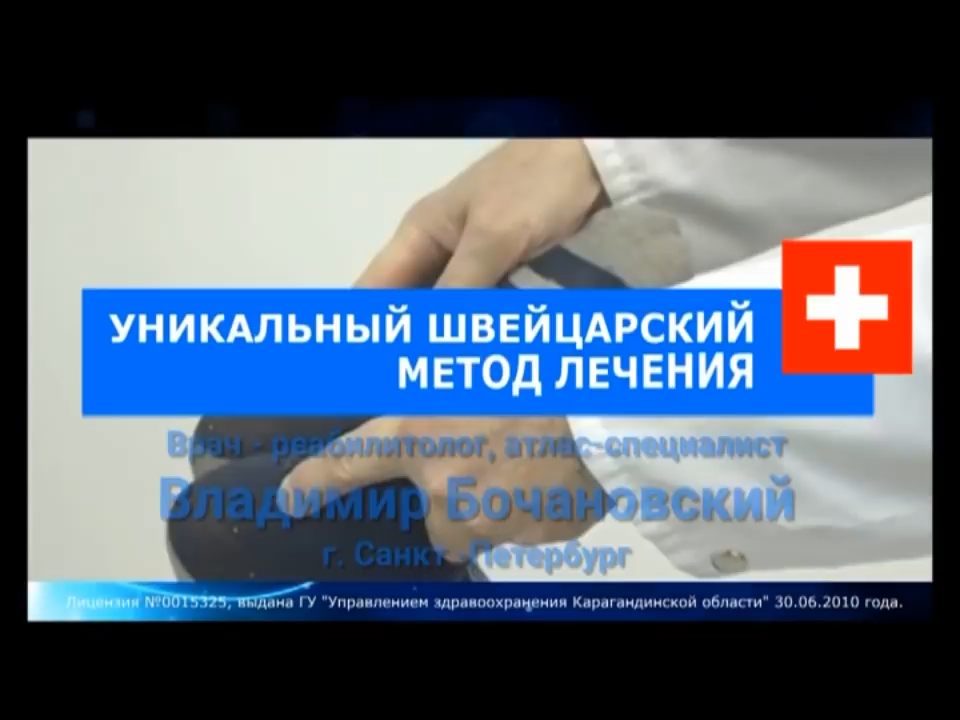 УНИКАЛЬНЫЙ ШВЕЙЦАРСКИЙ
МЕТОД ЛЕЧЕНИЯ
Врач - реабилитолог, атлас-специалист
Владимир Бочановский
г. Санкт -Петербург
Лицензия №0015325, выдана ГУ "Управлением здравоохранения Карагандинской области" 30.06.2010 года.